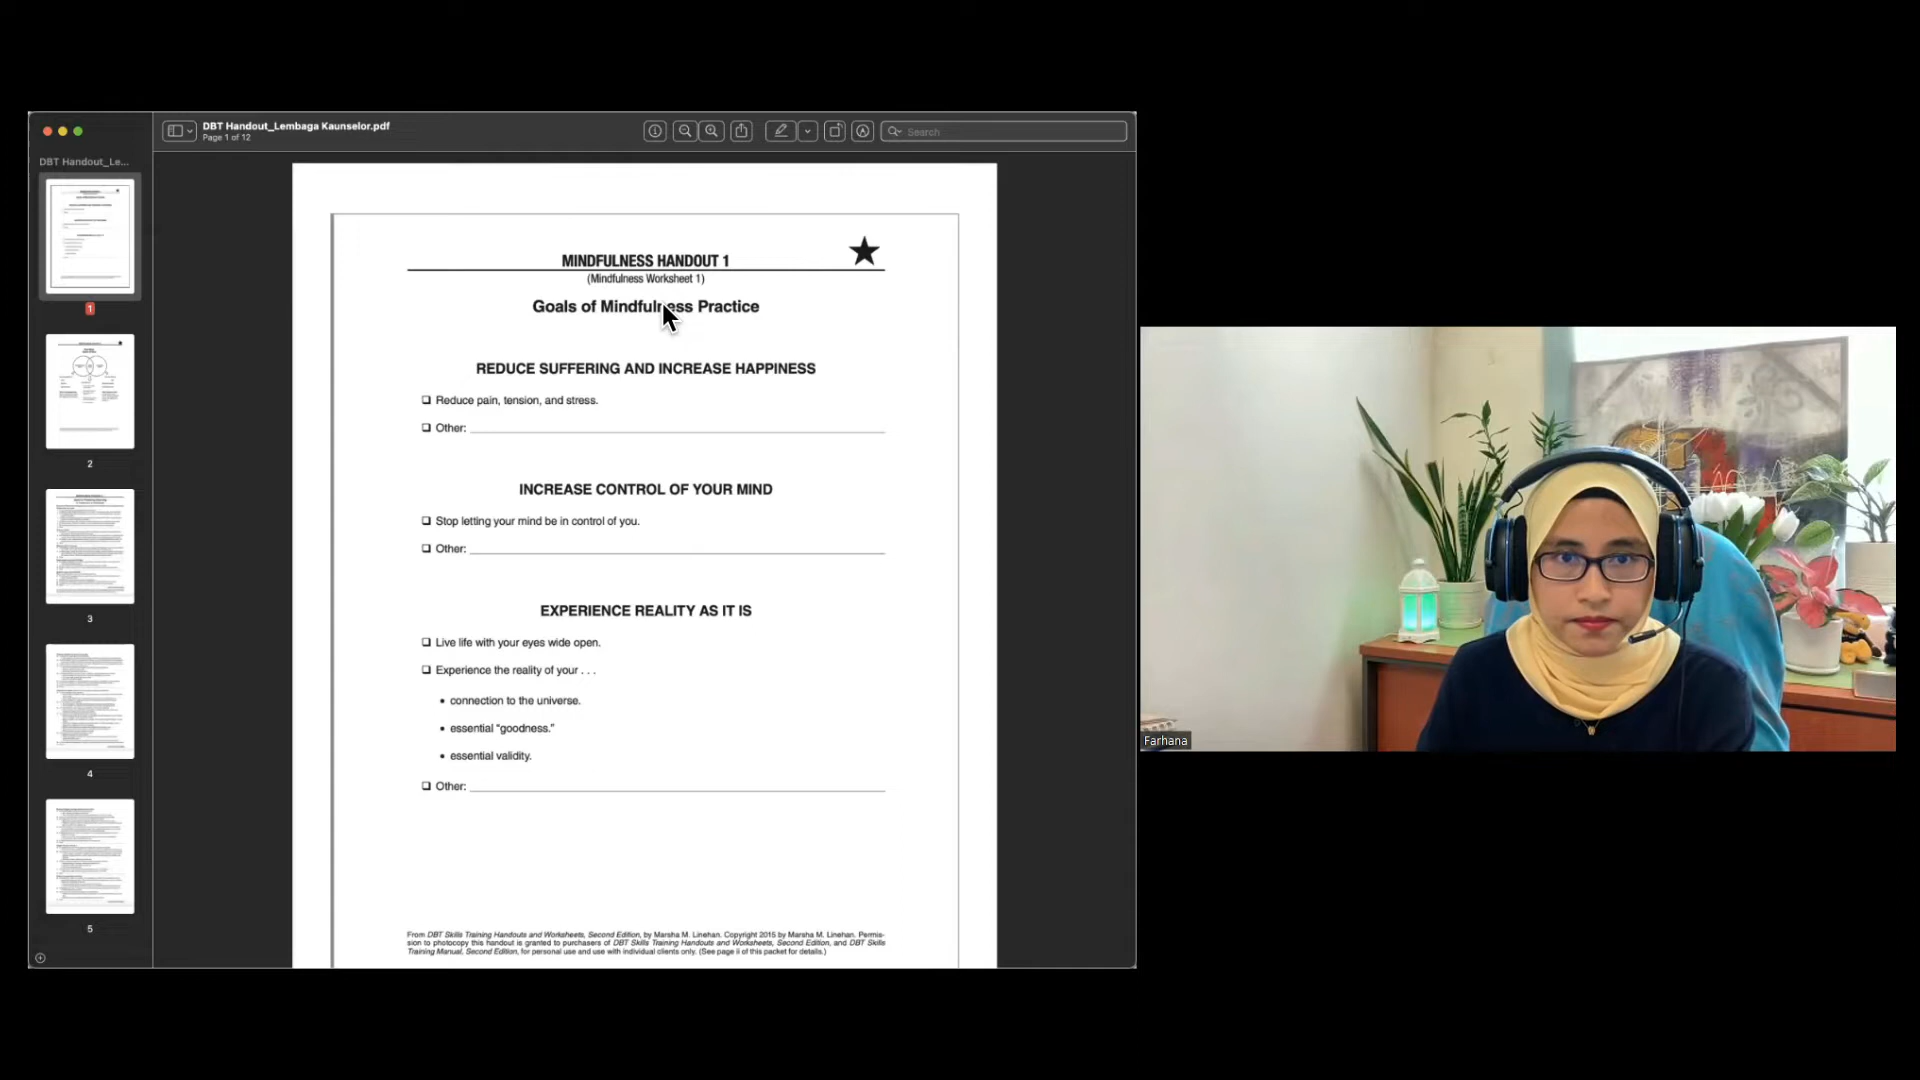 DBT Handout_Lembaga Kaunselor.pdf
Page 1 of 12
Search
DBT Handout_Le...
1
2
3
4
5
MINDFULNESS HANDOUT 1
(Mindfulness Worksheet 1)
Goals of Mindfulness Practice
REDUCE SUFFERING AND INCREASE HAPPINESS
❑ Reduce pain, tension, and stress.
❑ Other:
INCREASE CONTROL OF YOUR MIND
❑ Stop letting your mind be in control of you.
❑ Other:
EXPERIENCE REALITY AS IT IS
❑ Live life with your eyes wide open.
❑ Experience the reality of your . . .
• connection to the universe.
• essential “goodness.”
• essential validity.
❑ Other:
From DBT Skills Training Handouts and Worksheets, Second Edition, by Marsha M. Linehan. Copyright 2015 by Marsha M. Linehan. Permis-
sion to photocopy this handout is granted to purchasers of DBT Skills Training Handouts and Worksheets, Second Edition, and DBT Skills
Training Manual, Second Edition, for personal use and use with individual clients only. (See page ii of this packet for details.)
Farhana